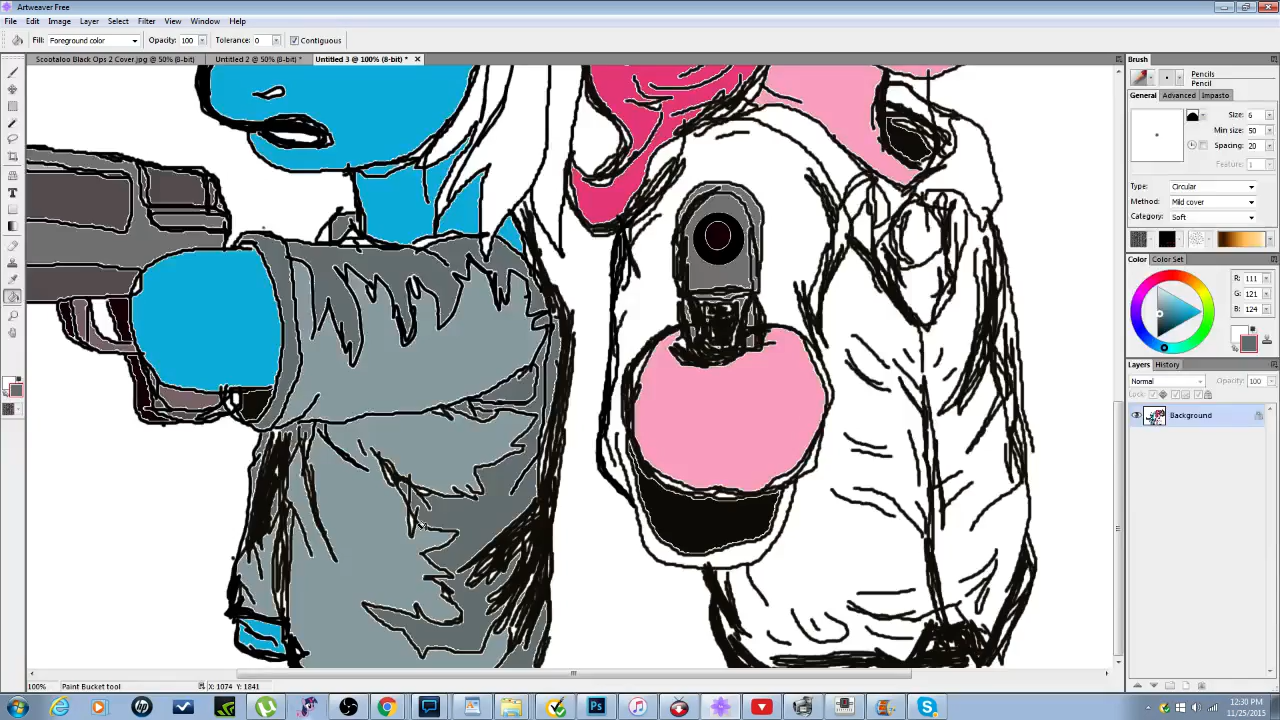 Artweaver Free
File Edit Image Layer Select Filter View Window Help
Fill: Foreground color Opacity: 100 Tolerance: 0 Contiguous
Scootaloo Black Ops 2 Cover.jpg @ 50% (8-bit) Untitled 2 @ 50% (8-bit) * Untitled 3 @ 100% (8-bit) *
Brush
Pencils
Pencil
General Advanced Impasto
Size: 6
Min size: 50
Spacing: 20
Feature: 1
Type: Circular
Method: Mild cover
Category: Soft
Color Color Set
R: 111
G: 121
B: 124
Layers History
Normal Opacity: 100
Lock:
Background
100% Paint Bucket tool X: 1074 Y: 1841
12:30 PM
11/25/2015